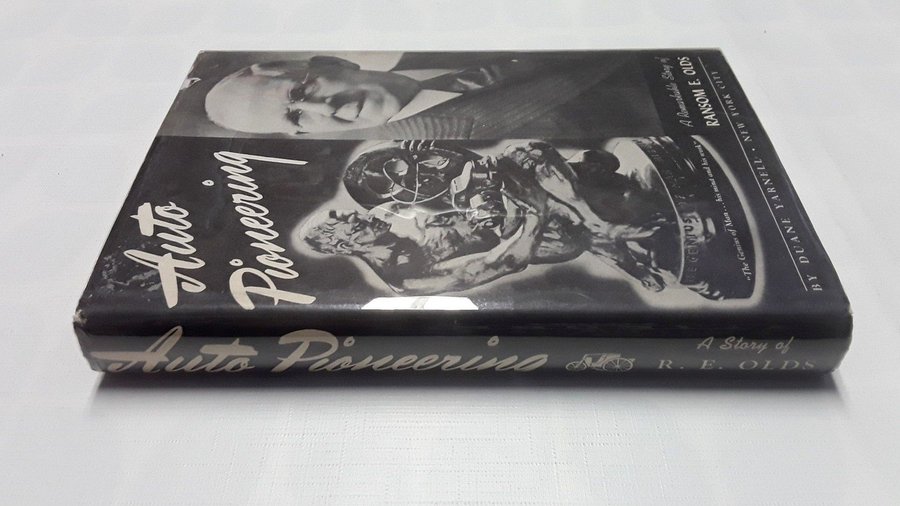 Auto
Pioneering
A Remarkable Story of
RANSOM E. OLDS
"The Genius of Man... his mind and his work"
BY DUANE YARNELL • NEW YORK CITY
Auto Pioneering
A Story of
R. E. OLDS